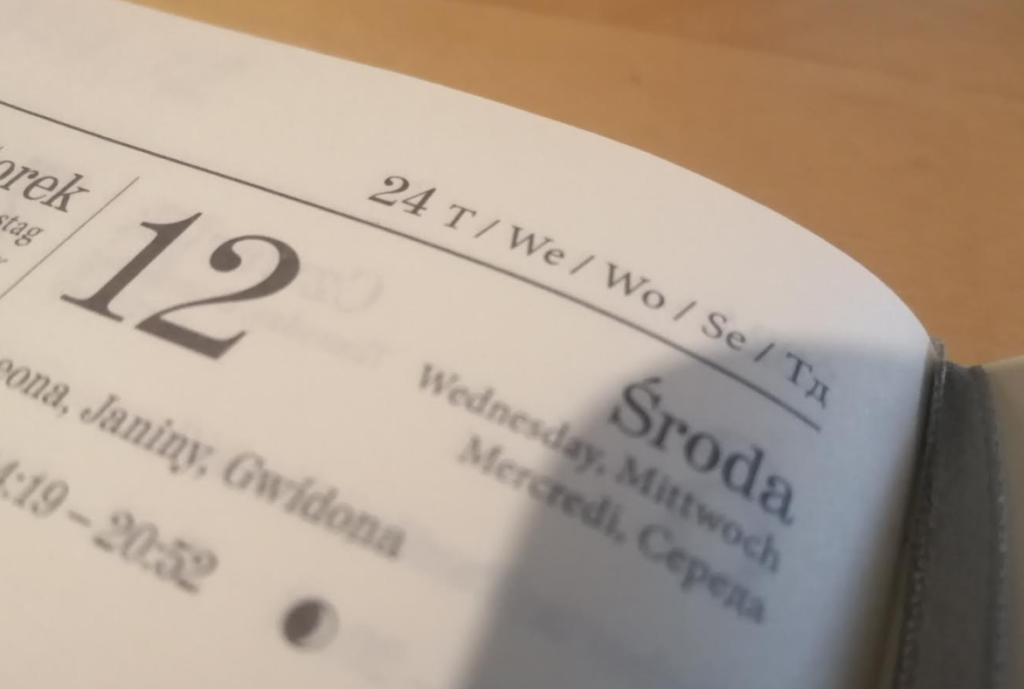 orek
stag
24 T / We / Wo / Se / Тд
12
Środa
Wednesday, Mittwoch
Mercredi, Середа
eona, Janiny, Gwidona
4:19 – 20:52